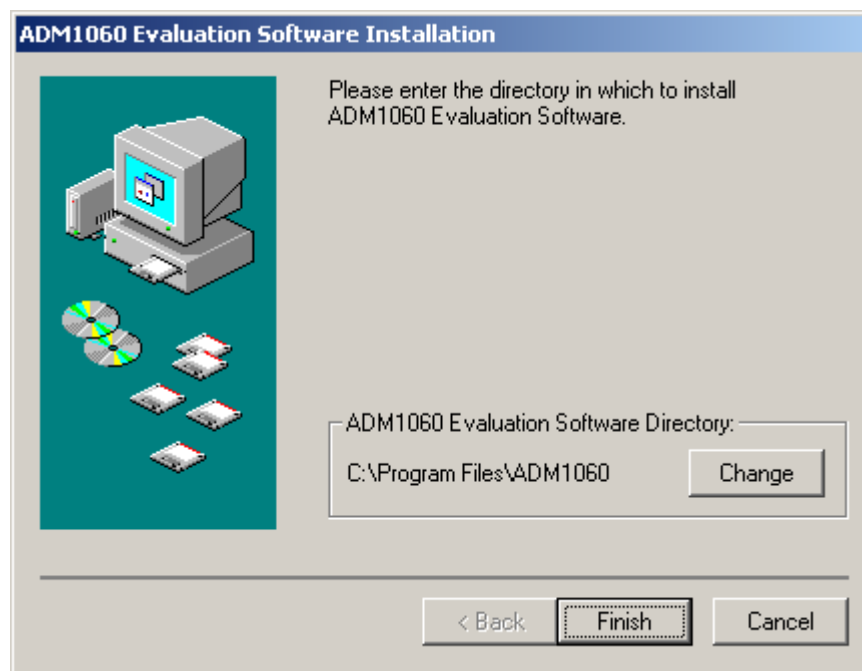 ADM1060 Evaluation Software Installation
Please enter the directory in which to install
ADM1060 Evaluation Software.
ADM1060 Evaluation Software Directory:
C:\Program Files\ADM1060
Change
< Back
Finish
Cancel